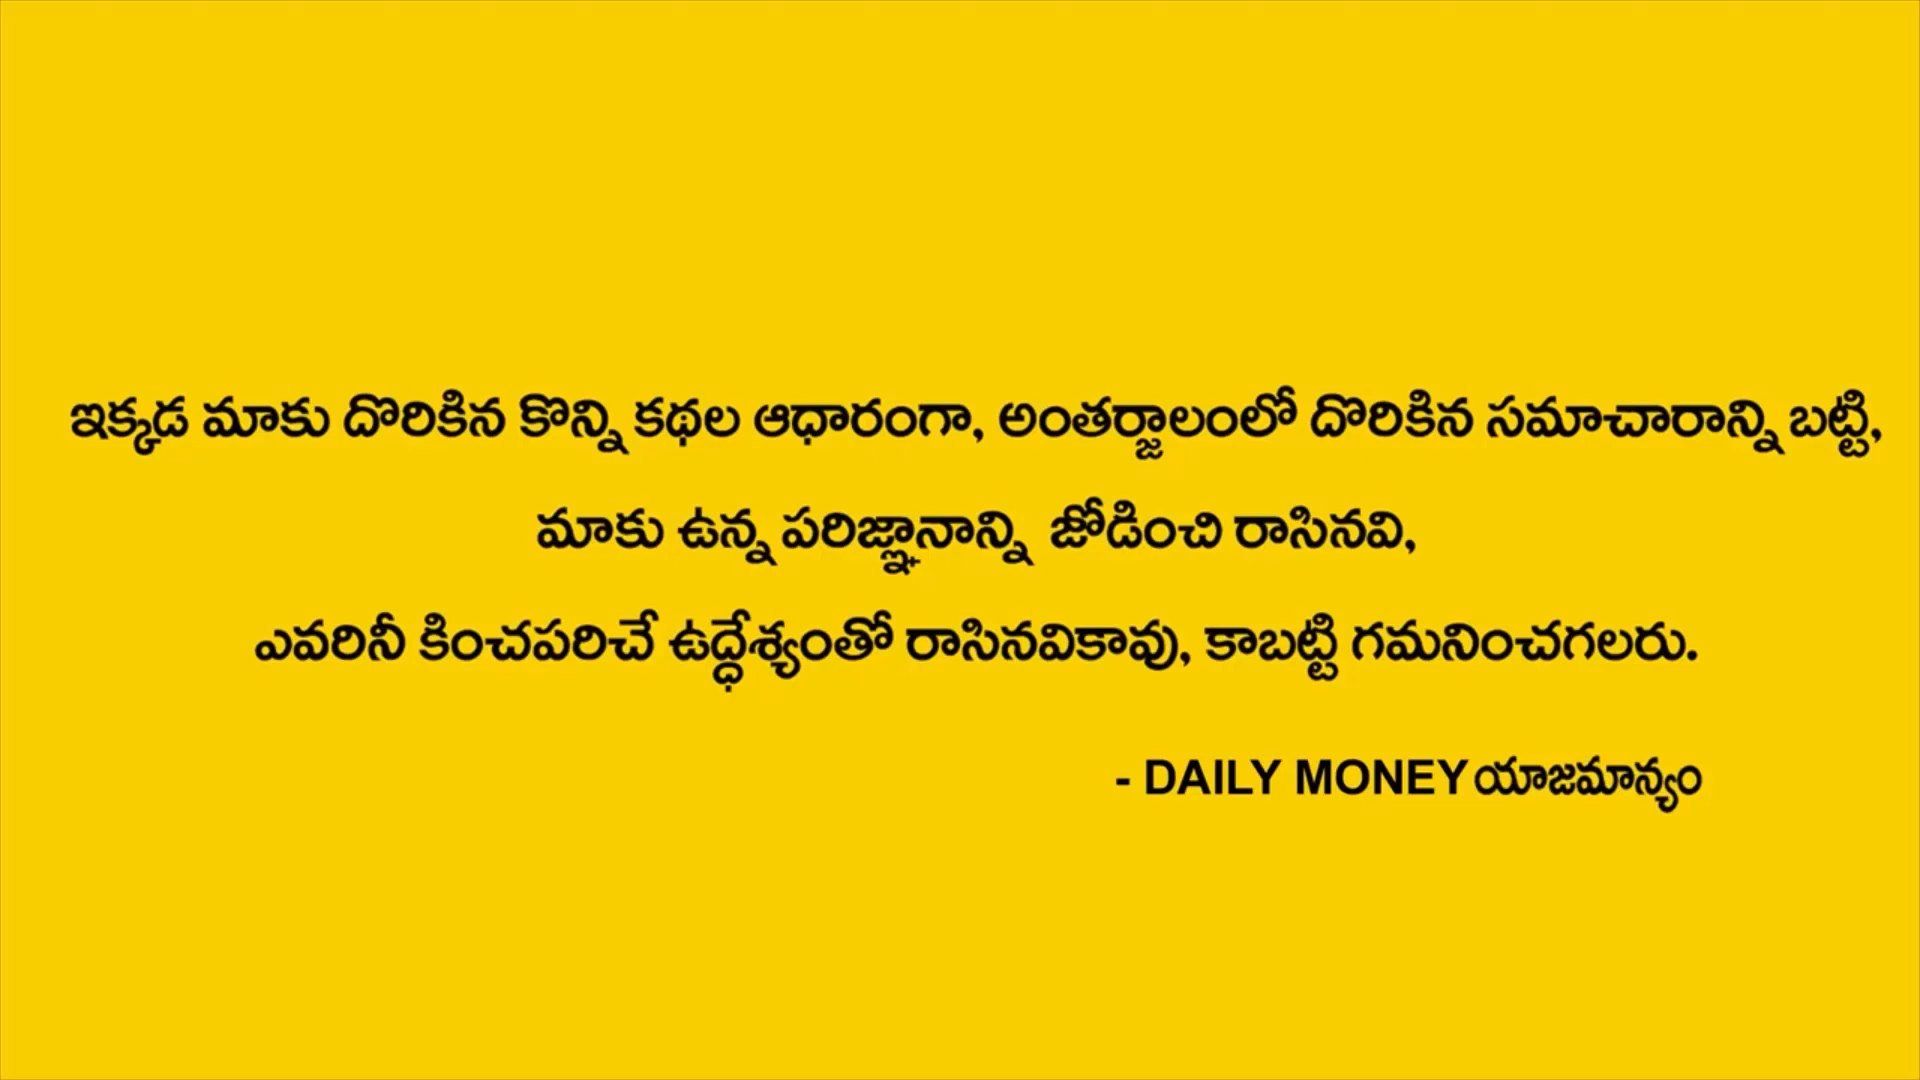 ఇక్కడ మాకు దొరికిన కొన్ని కథల ఆధారంగా, అంతర్జాలంలో దొరికిన సమాచారాన్ని బట్టి,
మాకు ఉన్న పరిజ్ఞానాన్ని జోడించి రాసినవి,
ఎవరినీ కించపరిచే ఉద్ధేశ్యంతో రాసినవికావు, కాబట్టి గమనించగలరు.
- DAILY MONEY యాజమాన్యం